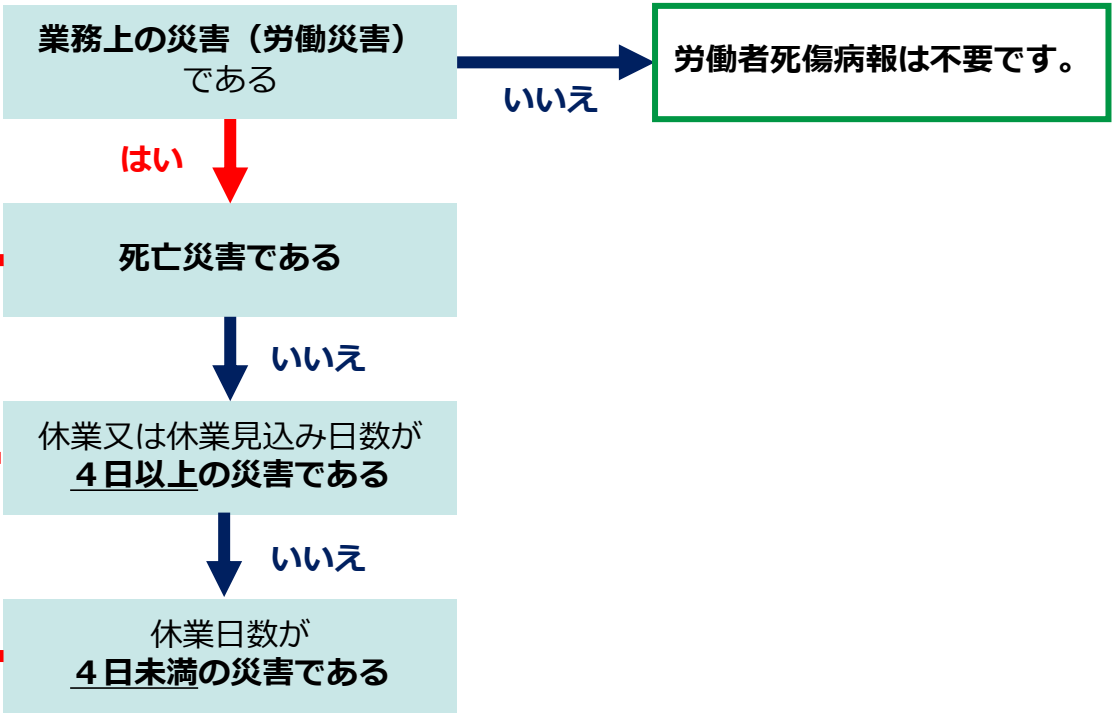 業務上の災害（労働災害）
である
労働者死傷病報は不要です。
いいえ
はい
死亡災害である
いいえ
休業又は休業見込み日数が
４日以上の災害である
いいえ
休業日数が
４日未満の災害である